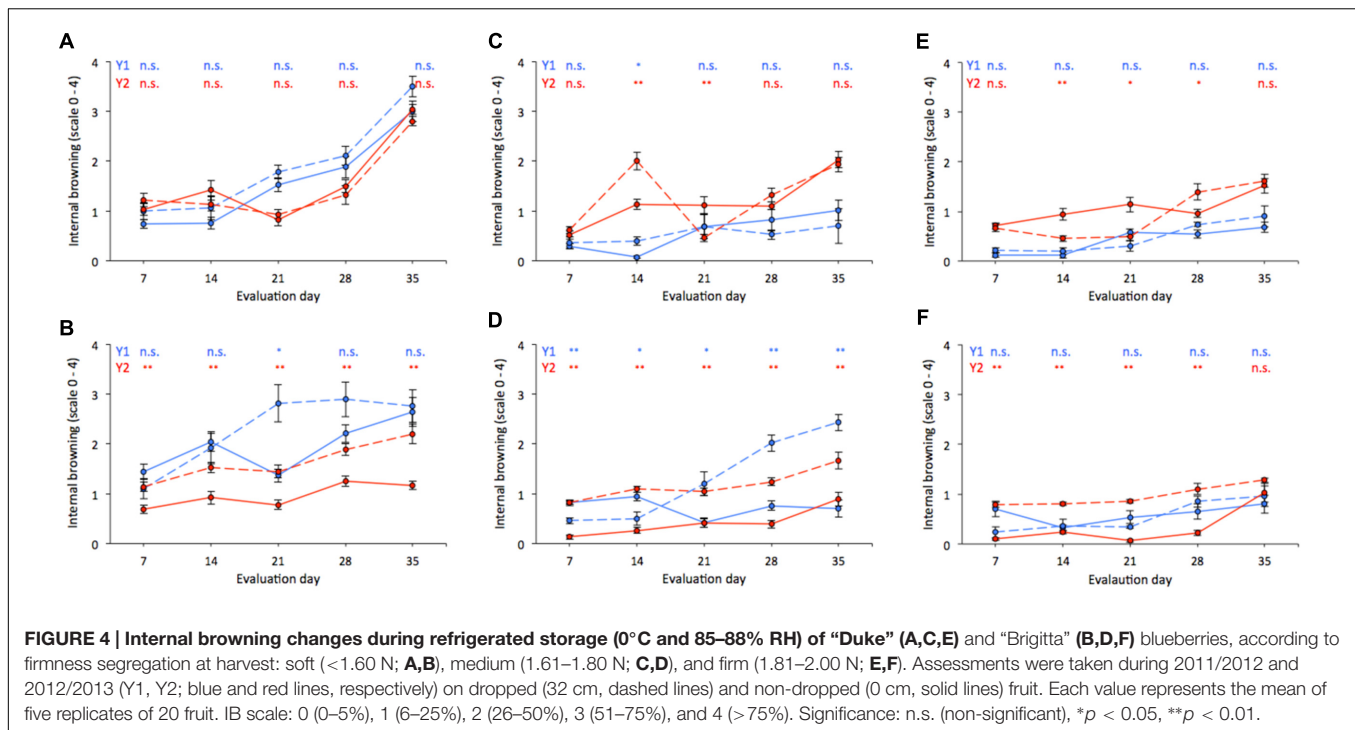 A
Y1 n.s. n.s. n.s. n.s. n.s.
Y2 n.s. n.s. n.s. n.s. n.s.
Internal browning (scale 0 - 4)
4
3
2
1
0
7 14 21 28 35
Evaluation day
C
Y1 n.s. * n.s. n.s. n.s.
Y2 n.s. ** ** n.s. n.s.
Internal browning (scale 0 - 4)
4
3
2
1
0
7 14 21 28 35
Evaluation day
E
Y1 n.s. n.s. n.s. n.s. n.s.
Y2 n.s. ** * * n.s.
Internal browning (scale 0 - 4)
4
3
2
1
0
7 14 21 28 35
Evaluation day
B
Y1 n.s. n.s. * n.s. n.s.
Y2 ** ** ** ** **
Internal browning (scale 0 - 4)
4
3
2
1
0
7 14 21 28 35
Evaluation day
D
Y1 ** * * ** **
Y2 ** ** ** ** **
Internal browning (scale 0 - 4)
4
3
2
1
0
7 14 21 28 35
Evaluation day
F
Y1 n.s. n.s. n.s. n.s. n.s.
Y2 ** ** ** ** n.s.
Internal browning (scale 0 - 4)
4
3
2
1
0
7 14 21 28 35
Evalaution day
FIGURE 4 | Internal browning changes during refrigerated storage (0°C and 85–88% RH) of “Duke” (A,C,E) and “Brigitta” (B,D,F) blueberries, according to
firmness segregation at harvest: soft (<1.60 N; A,B), medium (1.61–1.80 N; C,D), and firm (1.81–2.00 N; E,F). Assessments were taken during 2011/2012 and
2012/2013 (Y1, Y2; blue and red lines, respectively) on dropped (32 cm, dashed lines) and non-dropped (0 cm, solid lines) fruit. Each value represents the mean of
five replicates of 20 fruit. IB scale: 0 (0–5%), 1 (6–25%), 2 (26–50%), 3 (51–75%), and 4 (>75%). Significance: n.s. (non-significant), *p < 0.05, **p < 0.01.